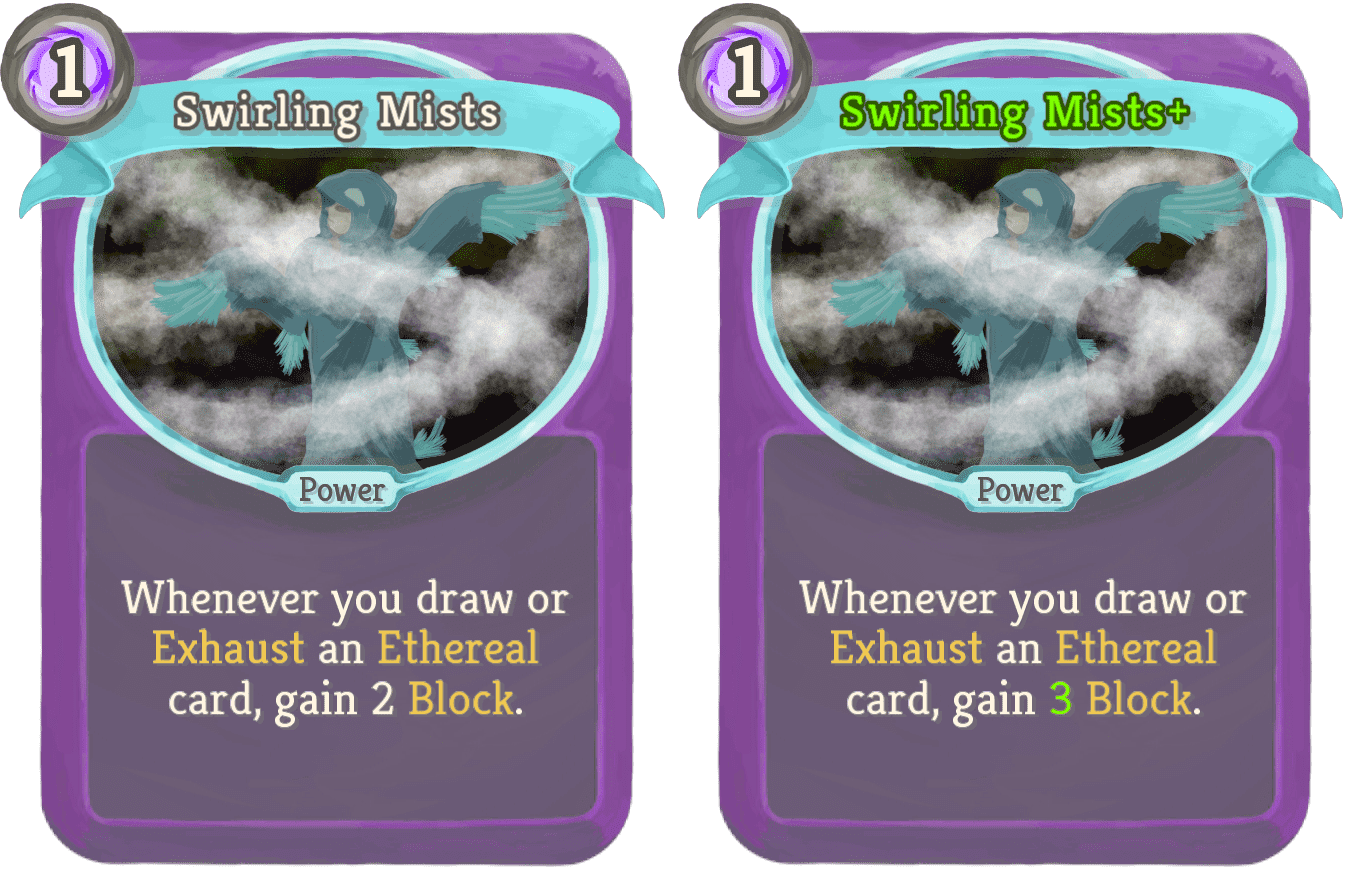 1
Swirling Mists
Power
Whenever you draw or
Exhaust an Ethereal
card, gain 2 Block.
1
Swirling Mists+
Power
Whenever you draw or
Exhaust an Ethereal
card, gain 3 Block.